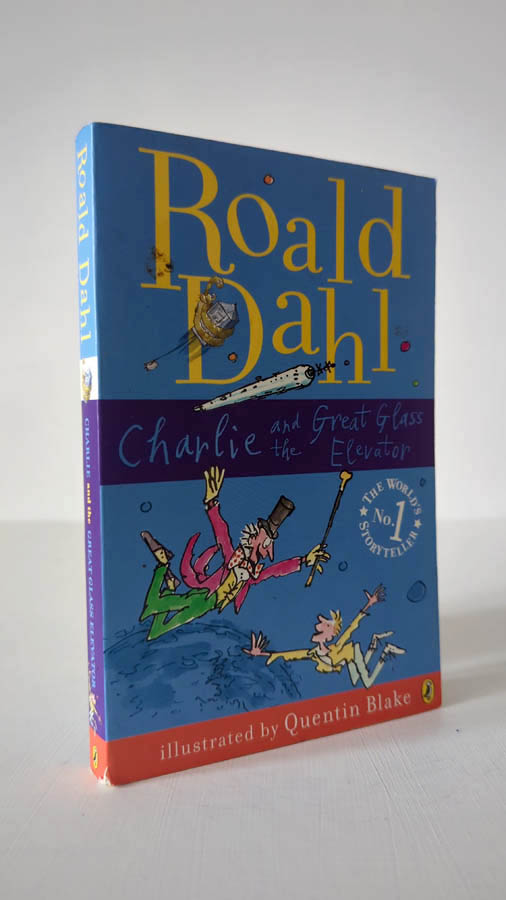 Roald
Dahl
Charlie and the Great Glass Elevator
THE WORLD'S
No. 1
STORYTELLER
illustrated by Quentin Blake
Roald Dahl
CHARLIE and the GREAT GLASS ELEVATOR